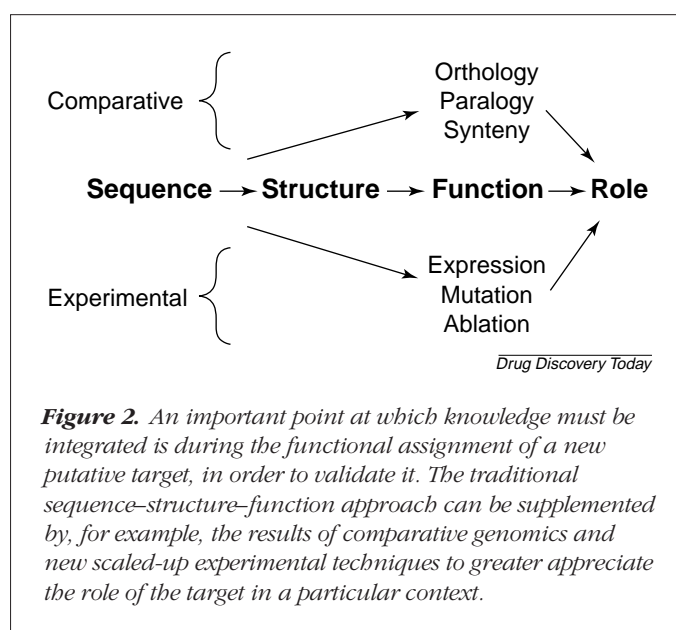 Comparative
Orthology
Paralogy
Synteny
Sequence → Structure → Function → Role
Experimental
Expression
Mutation
Ablation
Drug Discovery Today
Figure 2. An important point at which knowledge must be
integrated is during the functional assignment of a new
putative target, in order to validate it. The traditional
sequence–structure–function approach can be supplemented
by, for example, the results of comparative genomics and
new scaled-up experimental techniques to greater appreciate
the role of the target in a particular context.